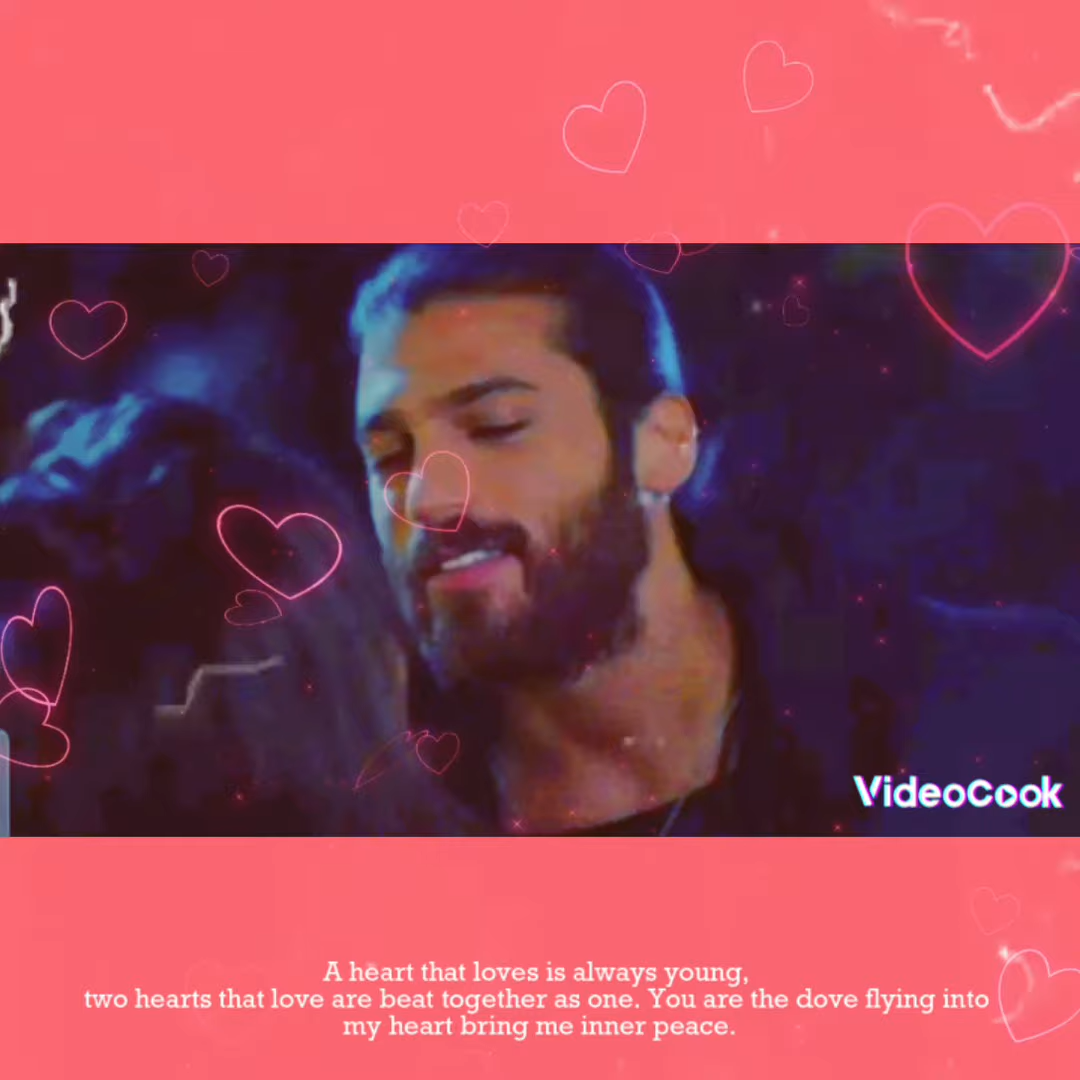 VideoCook
A heart that loves is always young,
two hearts that love are beat together as one. You are the dove flying into
my heart bring me inner peace.